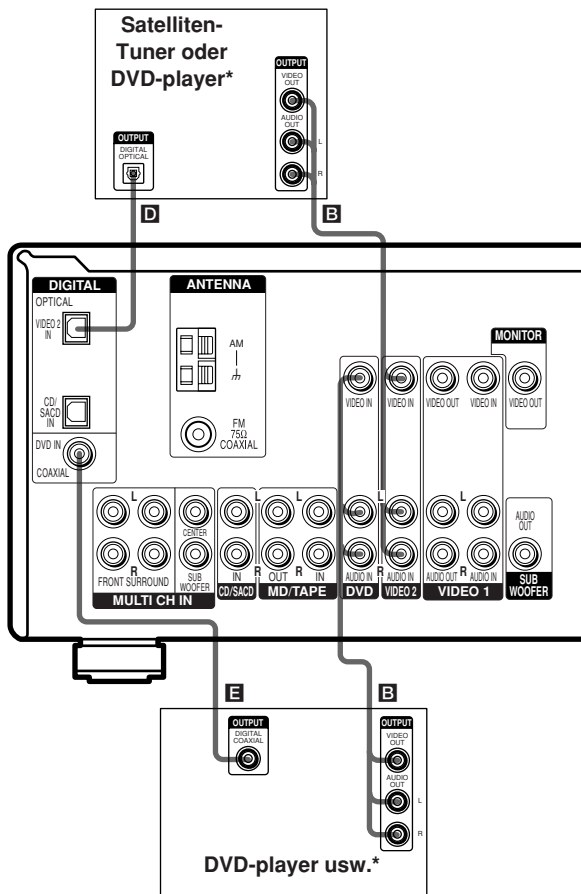 Satelliten-
Tuner oder
DVD-player*
OUTPUT
VIDEO
OUT
AUDIO
OUT
L
R
OUTPUT
DIGITAL
OPTICAL
D
B
DIGITAL
OPTICAL
VIDEO 2
IN
CD/
SACD
IN
DVD IN
COAXIAL
ANTENNA
AM
FM
75Ω
COAXIAL
MONITOR
VIDEO IN
VIDEO IN
VIDEO OUT
VIDEO IN
VIDEO OUT
L
CENTER
L
L
L
L
AUDIO
OUT
R
FRONT SURROUND
SUB
WOOFER
MULTI CH IN
R
IN
CD/SACD
R
OUT
IN
MD/TAPE
R
AUDIO IN
DVD
AUDIO IN
VIDEO 2
R
AUDIO OUT
AUDIO IN
VIDEO 1
SUB
WOOFER
E
B
OUTPUT
DIGITAL
COAXIAL
OUTPUT
VIDEO
OUT
AUDIO
OUT
L
R
DVD-player usw.*